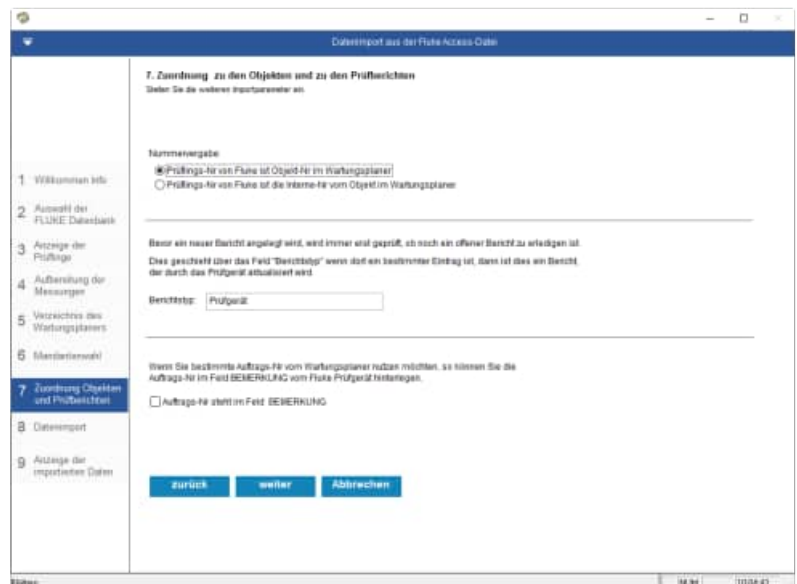 Datenimport aus der Fluke Access-Datei
7. Zuordnung zu den Objekten und zu den Prüfberichten
Stellen Sie die weiteren Importparameter ein.
Nummernvergabe
Prüflings-Nr von Fluke ist Objekt-Nr im Wartungsplaner
Prüflings-Nr von Fluke ist die Interne-Nr vom Objekt im Wartungsplaner
1 Willkommen Info
2 Auswahl der
FLUKE Datenbank
3 Anzeige der
Prüflinge
4 Aufbereitung der
Messungen
5 Verzeichnis des
Wartungsplaners
6 Mandantenwahl
7 Zuordnung Objekten
und Prüfberichten
8 Datenimport
9 Anzeige der
importierten Daten
Bevor ein neuer Bericht angelegt wird, wird immer erst geprüft, ob noch ein offener Bericht zu erledigen ist.
Dies geschieht über das Feld "Berichtstyp" wenn dort ein bestimmter Eintrag ist, dann ist dies ein Bericht,
der durch das Prüfgerät aktualisiert wird.
Berichtstyp: Prüfgerät
Wenn Sie bestimmte Auftrags-Nr vom Wartungsplaner nutzen möchten, so können Sie die
Auftrags-Nr im Feld BEMERKUNG vom Fluke Prüfgerät hinterlegen.
Auftrags-Nr steht im Feld BEMERKUNG
zurück weiter Abbrechen